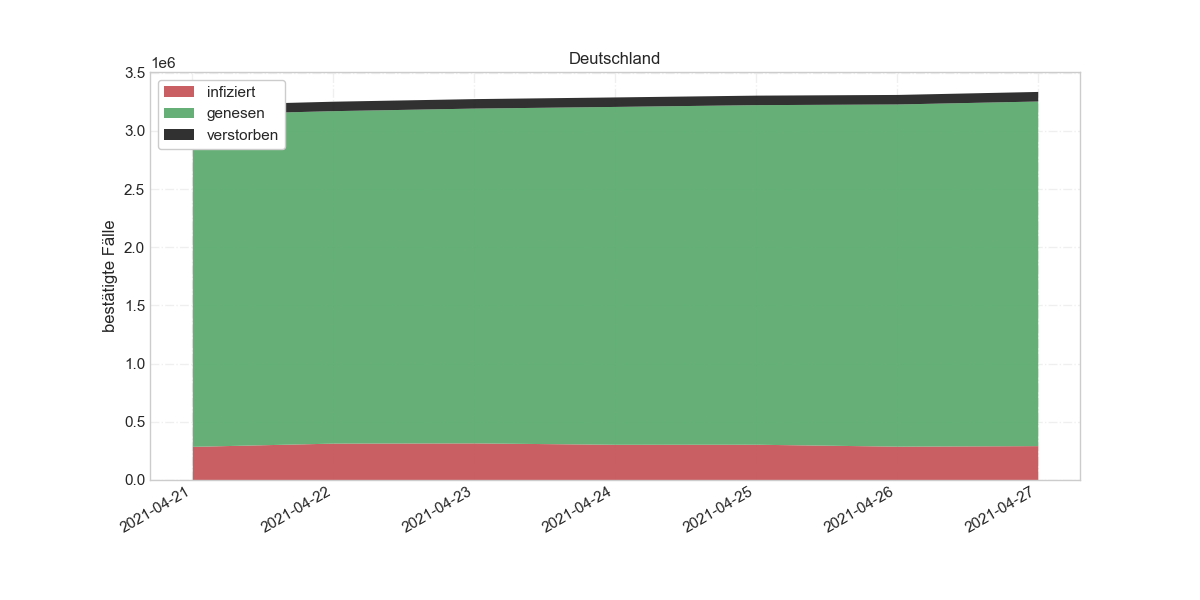 Deutschland
1e6
3.5
3.0
2.5
2.0
1.5
1.0
0.5
0.0
bestätigte Fälle
infiziert
genesen
verstorben
2021-04-21
2021-04-22
2021-04-23
2021-04-24
2021-04-25
2021-04-26
2021-04-27